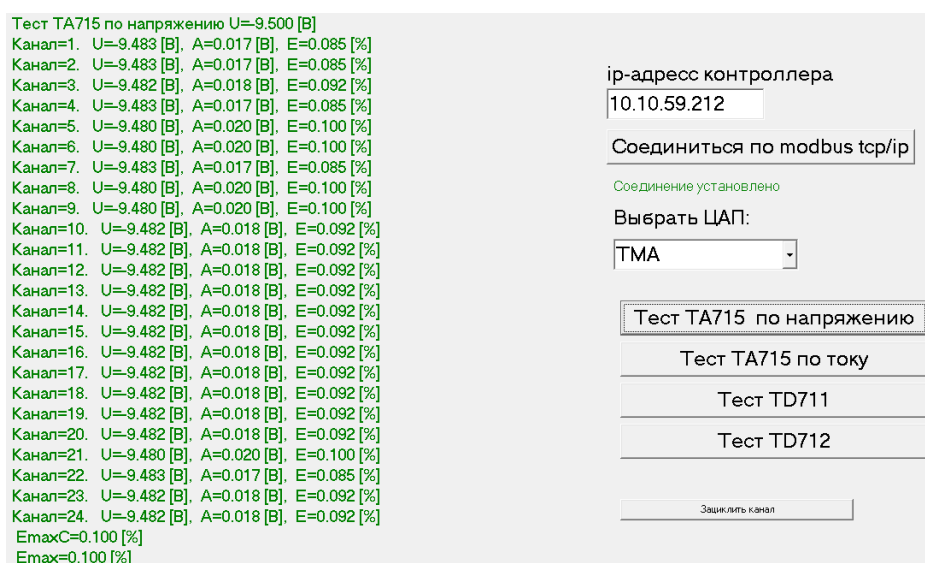 Тест TA715 по напряжению U=-9.500 [В]
Канал=1. U=-9.483 [В], A=0.017 [В], E=0.085 [%]
Канал=2. U=-9.483 [В], A=0.017 [В], E=0.085 [%]
Канал=3. U=-9.482 [В], A=0.018 [В], E=0.092 [%]
Канал=4. U=-9.483 [В], A=0.017 [В], E=0.085 [%]
Канал=5. U=-9.480 [В], A=0.020 [В], E=0.100 [%]
Канал=6. U=-9.480 [В], A=0.020 [В], E=0.100 [%]
Канал=7. U=-9.483 [В], A=0.017 [В], E=0.085 [%]
Канал=8. U=-9.480 [В], A=0.020 [В], E=0.100 [%]
Канал=9. U=-9.480 [В], A=0.020 [В], E=0.100 [%]
Канал=10. U=-9.482 [В], A=0.018 [В], E=0.092 [%]
Канал=11. U=-9.482 [В], A=0.018 [В], E=0.092 [%]
Канал=12. U=-9.482 [В], A=0.018 [В], E=0.092 [%]
Канал=13. U=-9.482 [В], A=0.018 [В], E=0.092 [%]
Канал=14. U=-9.482 [В], A=0.018 [В], E=0.092 [%]
Канал=15. U=-9.482 [В], A=0.018 [В], E=0.092 [%]
Канал=16. U=-9.482 [В], A=0.018 [В], E=0.092 [%]
Канал=17. U=-9.482 [В], A=0.018 [В], E=0.092 [%]
Канал=18. U=-9.482 [В], A=0.018 [В], E=0.092 [%]
Канал=19. U=-9.482 [В], A=0.018 [В], E=0.092 [%]
Канал=20. U=-9.482 [В], A=0.018 [В], E=0.092 [%]
Канал=21. U=-9.480 [В], A=0.020 [В], E=0.100 [%]
Канал=22. U=-9.483 [В], A=0.017 [В], E=0.085 [%]
Канал=23. U=-9.482 [В], A=0.018 [В], E=0.092 [%]
Канал=24. U=-9.482 [В], A=0.018 [В], E=0.092 [%]
EmaxC=0.100 [%]
Emax=0.100 [%]
ip-адресс контроллера
10.10.59.212
Соединиться по modbus tcp/ip
Соединение установлено
Выбрать ЦАП:
TMA
Тест TA715 по напряжению
Тест TA715 по току
Тест TD711
Тест TD712
Зациклить канал